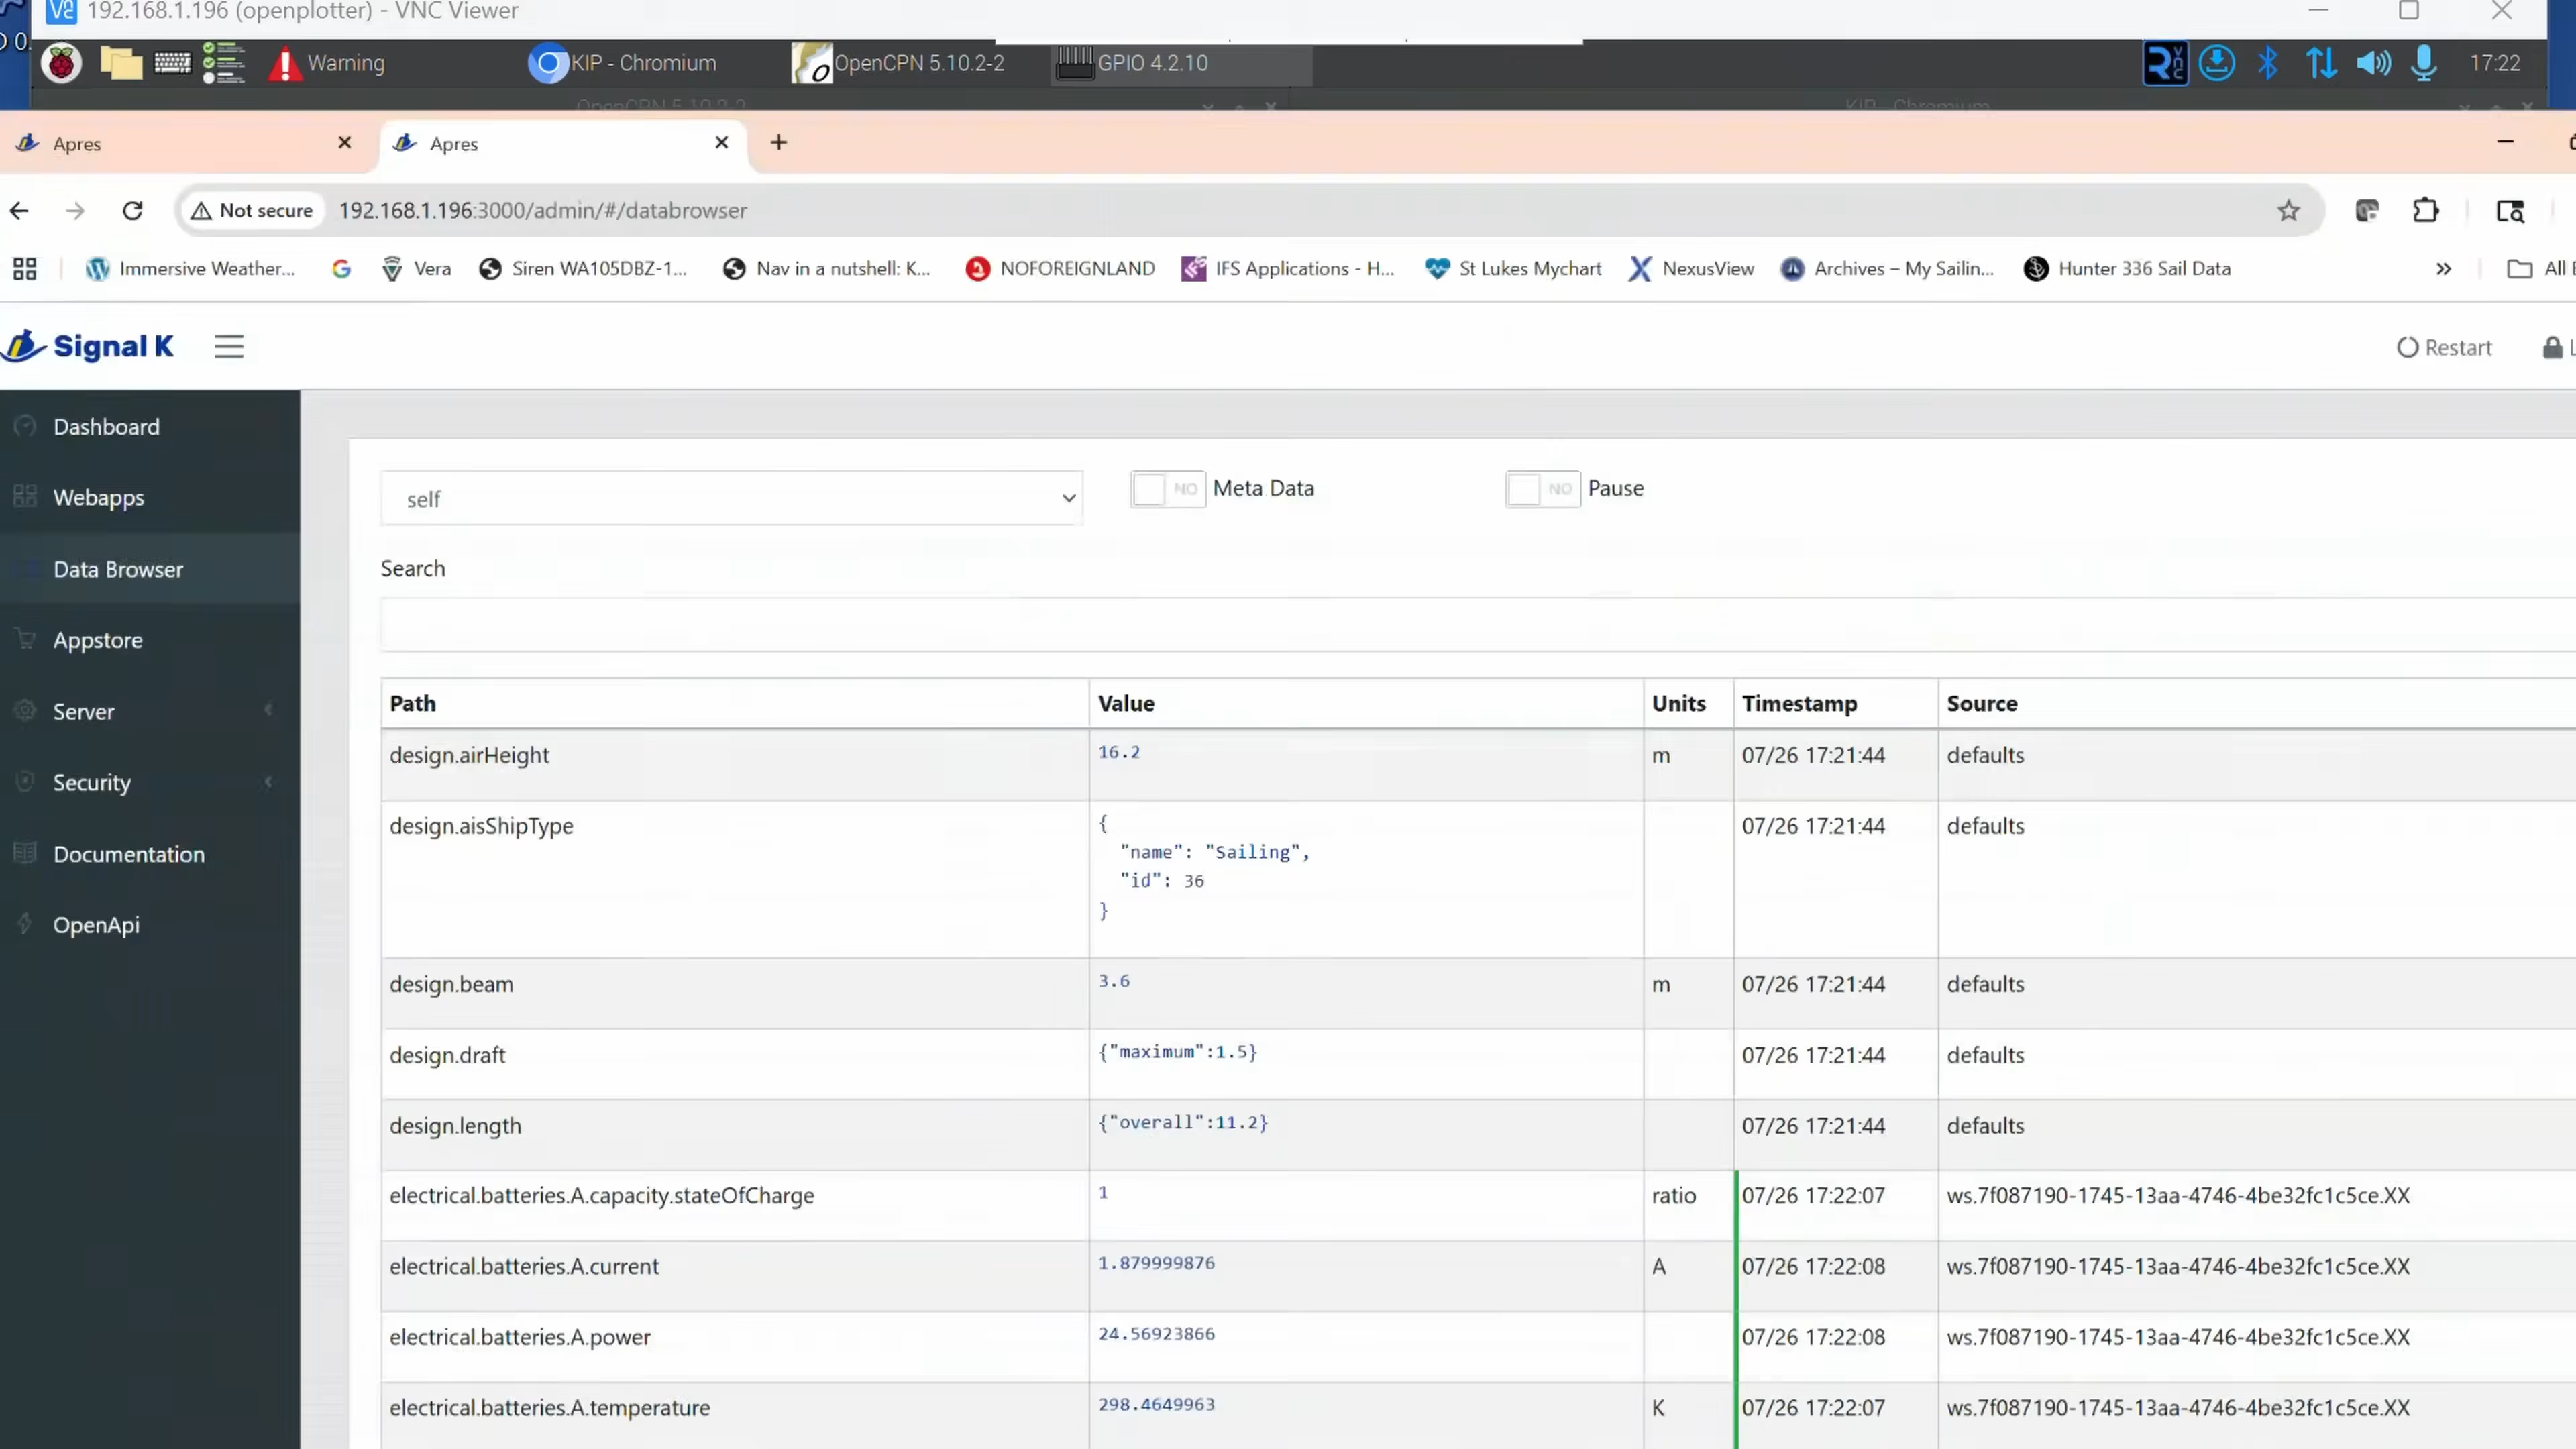 VC 192.168.1.196 (openplotter) - VNC Viewer
Warning
KIP - Chromium
OpenCPN 5.10.2-2
GPIO 4.2.10
17:22
OpenCPN 5.10.2-2
KIP - Chromium
Apres
Apres
Not secure 192.168.1.196:3000/admin/#/databrowser
Immersive Weather...
Vera
Siren WA105DBZ-1...
Nav in a nutshell: K...
NOFOREIGNLAND
IFS Applications - H...
St Lukes Mychart
NexusView
Archives – My Sailin...
Hunter 336 Sail Data
»
All
Signal K
Restart
Dashboard
Webapps
Data Browser
Appstore
Server
Security
Documentation
OpenApi
self
NO Meta Data
NO Pause
Search
Path Value Units Timestamp Source
design.airHeight 16.2 m 07/26 17:21:44 defaults
design.aisShipType { 07/26 17:21:44 defaults
"name": "Sailing",
"id": 36
}
design.beam 3.6 m 07/26 17:21:44 defaults
design.draft {"maximum":1.5} 07/26 17:21:44 defaults
design.length {"overall":11.2} 07/26 17:21:44 defaults
electrical.batteries.A.capacity.stateOfCharge 1 ratio 07/26 17:22:07 ws.7f087190-1745-13aa-4746-4be32fc1c5ce.XX
electrical.batteries.A.current 1.879999876 A 07/26 17:22:08 ws.7f087190-1745-13aa-4746-4be32fc1c5ce.XX
electrical.batteries.A.power 24.56923866 07/26 17:22:08 ws.7f087190-1745-13aa-4746-4be32fc1c5ce.XX
electrical.batteries.A.temperature 298.4649963 K 07/26 17:22:07 ws.7f087190-1745-13aa-4746-4be32fc1c5ce.XX